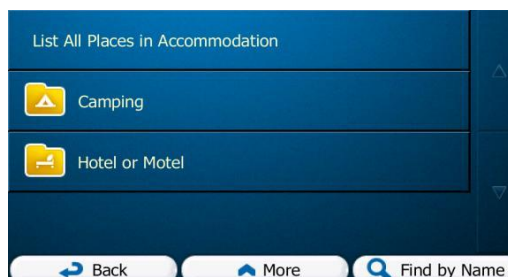 List All Places in Accommodation
Camping
Hotel or Motel
Back
More
Find by Name